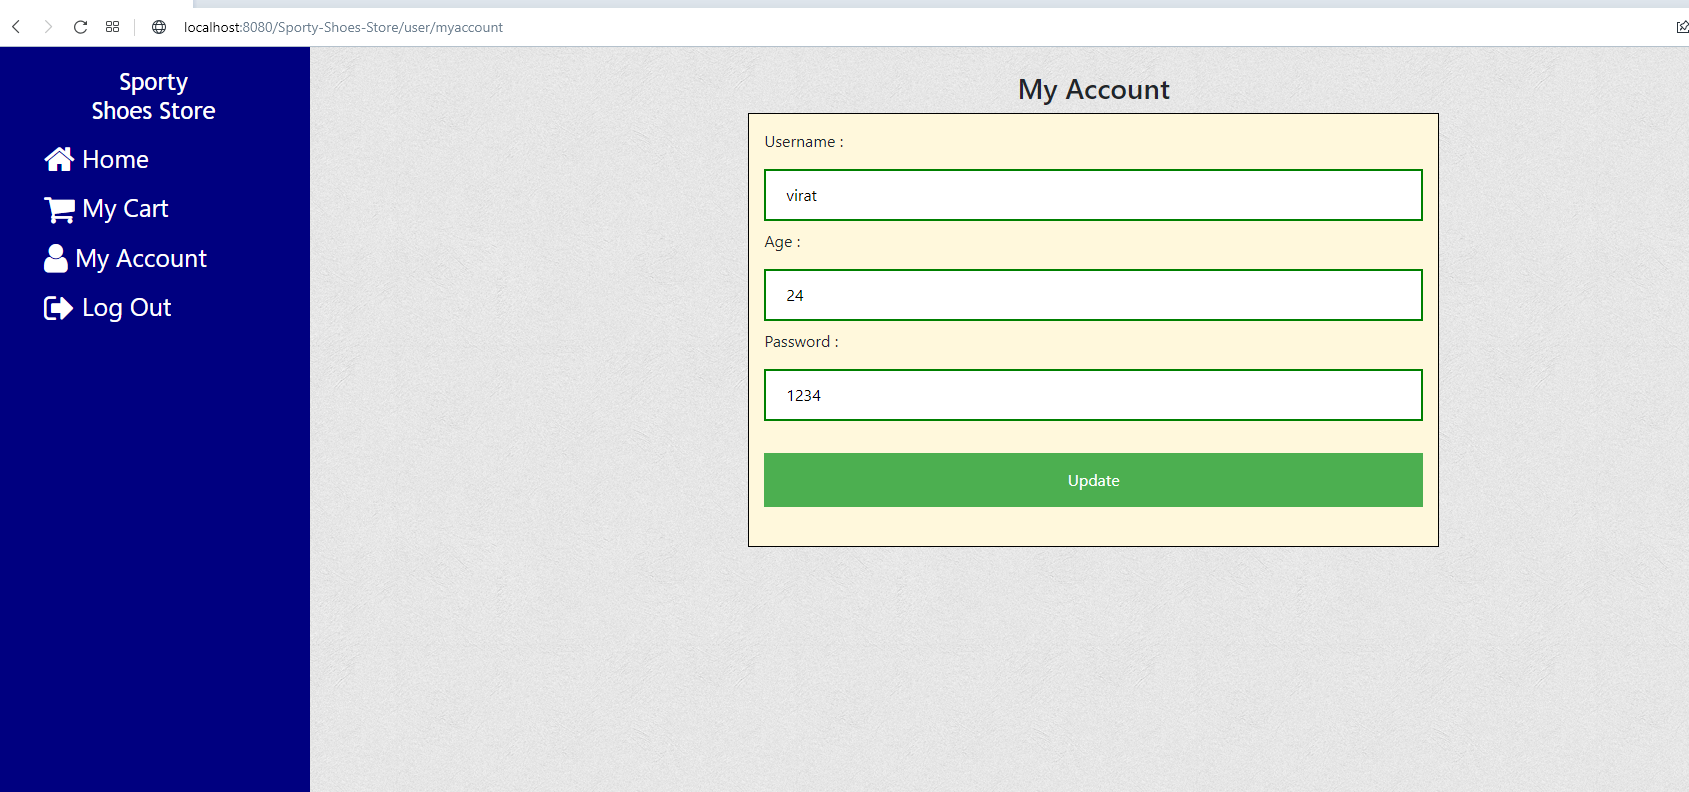 localhost:8080/Sporty-Shoes-Store/user/myaccount
Sporty
Shoes Store
Home
My Cart
My Account
Log Out
My Account
Username :
virat
Age :
24
Password :
1234
Update